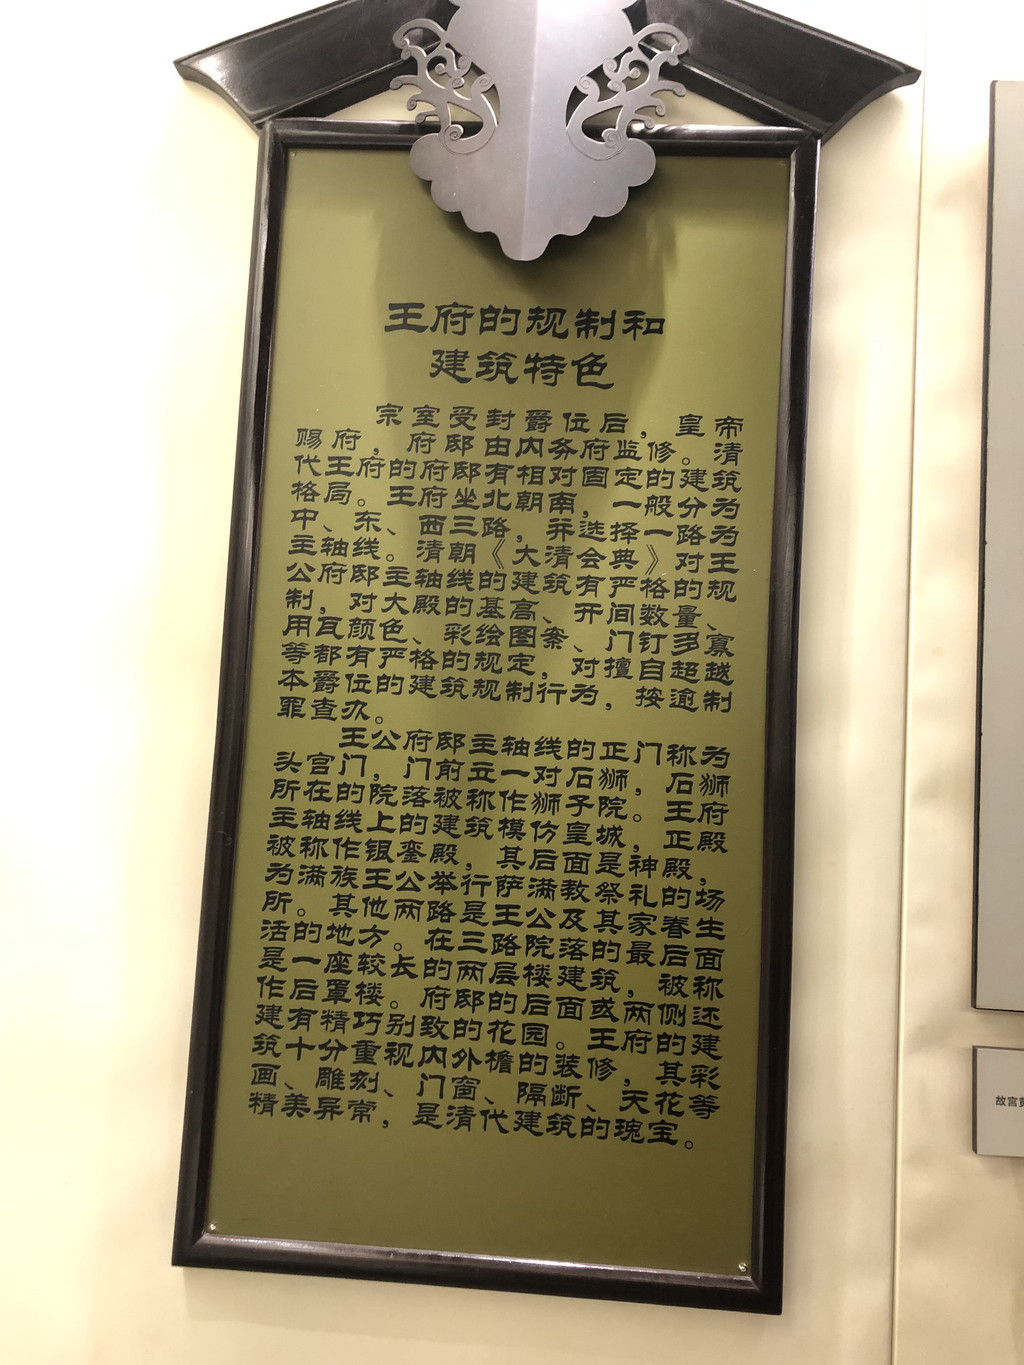 王府的规制和
建筑特色
宗室受封爵位后，皇帝
赐府，府邸由内务府监修。清
代王府的府邸有相对固定的建筑
格局。王府坐北朝南，一般分为
中、东、西三路，并选择一路为
主轴线。清朝《大清会典》对王
公府邸主轴线的建筑有严格的规
制，对大殿的基高、开间数量、
用瓦颜色、彩绘图案、门钉多寡
等都有严格的规定，对擅自超越
本爵位的建筑规制行为，按逾制
罪查办。
王公府邸主轴线的正门称为
头宫门，门前立一对石狮，石狮
所在的院落被称作狮子院。王府
主轴线上的建筑模仿皇城，正殿
被称作银銮殿，其后面是神殿，
为满族王公举行萨满教祭礼的场
所。其他两路是王公及其家眷生
活的地方。在三路院落的最后面
是一座较长的两层楼建筑，被称
作后罩楼。府邸的后面或两侧还
建有精巧别致的花园。王府的建
筑十分重视内外檐的装修，其彩
画、雕刻、门窗、隔断、天花等
精美异常，是清代建筑的瑰宝。
故宫